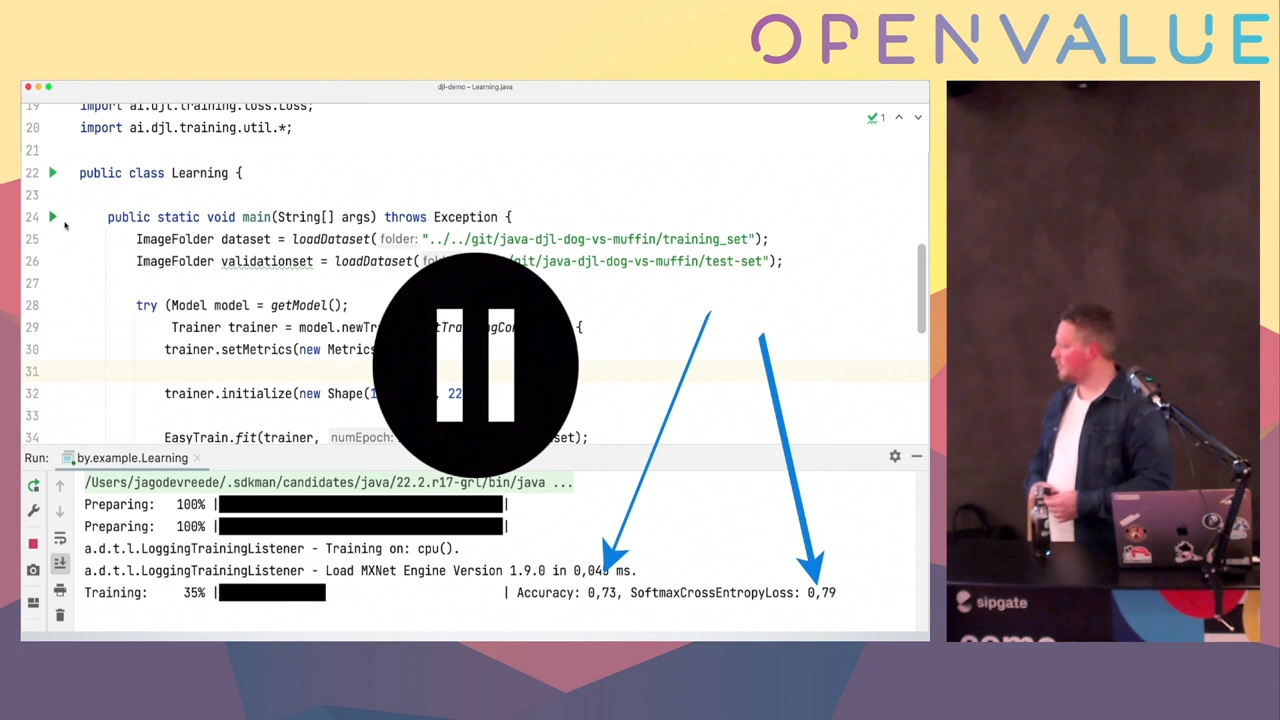 OPENVALUE
djl-demo – Learning.java
19 import ai.djl.training.loss.Loss;
20 import ai.djl.training.util.*;
1
21
22 public class Learning {
23
24 public static void main(String[] args) throws Exception {
25 ImageFolder dataset = loadDataset( folder: "../../git/java-djl-dog-vs-muffin/training_set");
26 ImageFolder validationset = loadDataset( git/java-djl-dog-vs-muffin/test-set");
27
28 try (Model model = getModel();
29 Trainer trainer = model. {
30 trainer.setMetrics(new Metrics
31
32 trainer.initialize(new Shape( 22
33
34 EasyTrain.fit(trainer, );
Run: by.example.Learning
/Users/jagodevreede/.sdkman/candidates/java/22.2.r17-grl/bin/java ...
Preparing: 100% | |
Preparing: 100% | |
a.d.t.l.LoggingTrainingListener - Training on: cpu().
a.d.t.l.LoggingTrainingListener - Load MXNet Engine Version 1.9.0 in ms.
Training: 35% | | Accuracy: 0,73, SoftmaxCrossEntropyLoss: 0,79
sipgate